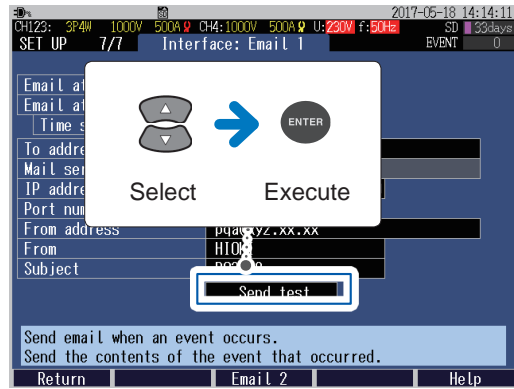 2017-05-18 14:14:11
CH123: 3P4W 1000V 500A CH4:1000V 500A U:230V f:50Hz SD 33days
SET UP 7/7 Interface: Email 1 EVENT 0
Email at
Email at
Time s
To addre
Mail ser
IP addre
Port num
ENTER
Select Execute
From address
From HIOK
Subject
Send test
Send email when an event occurs.
Send the contents of the event that occurred.
Return Email 2 Help